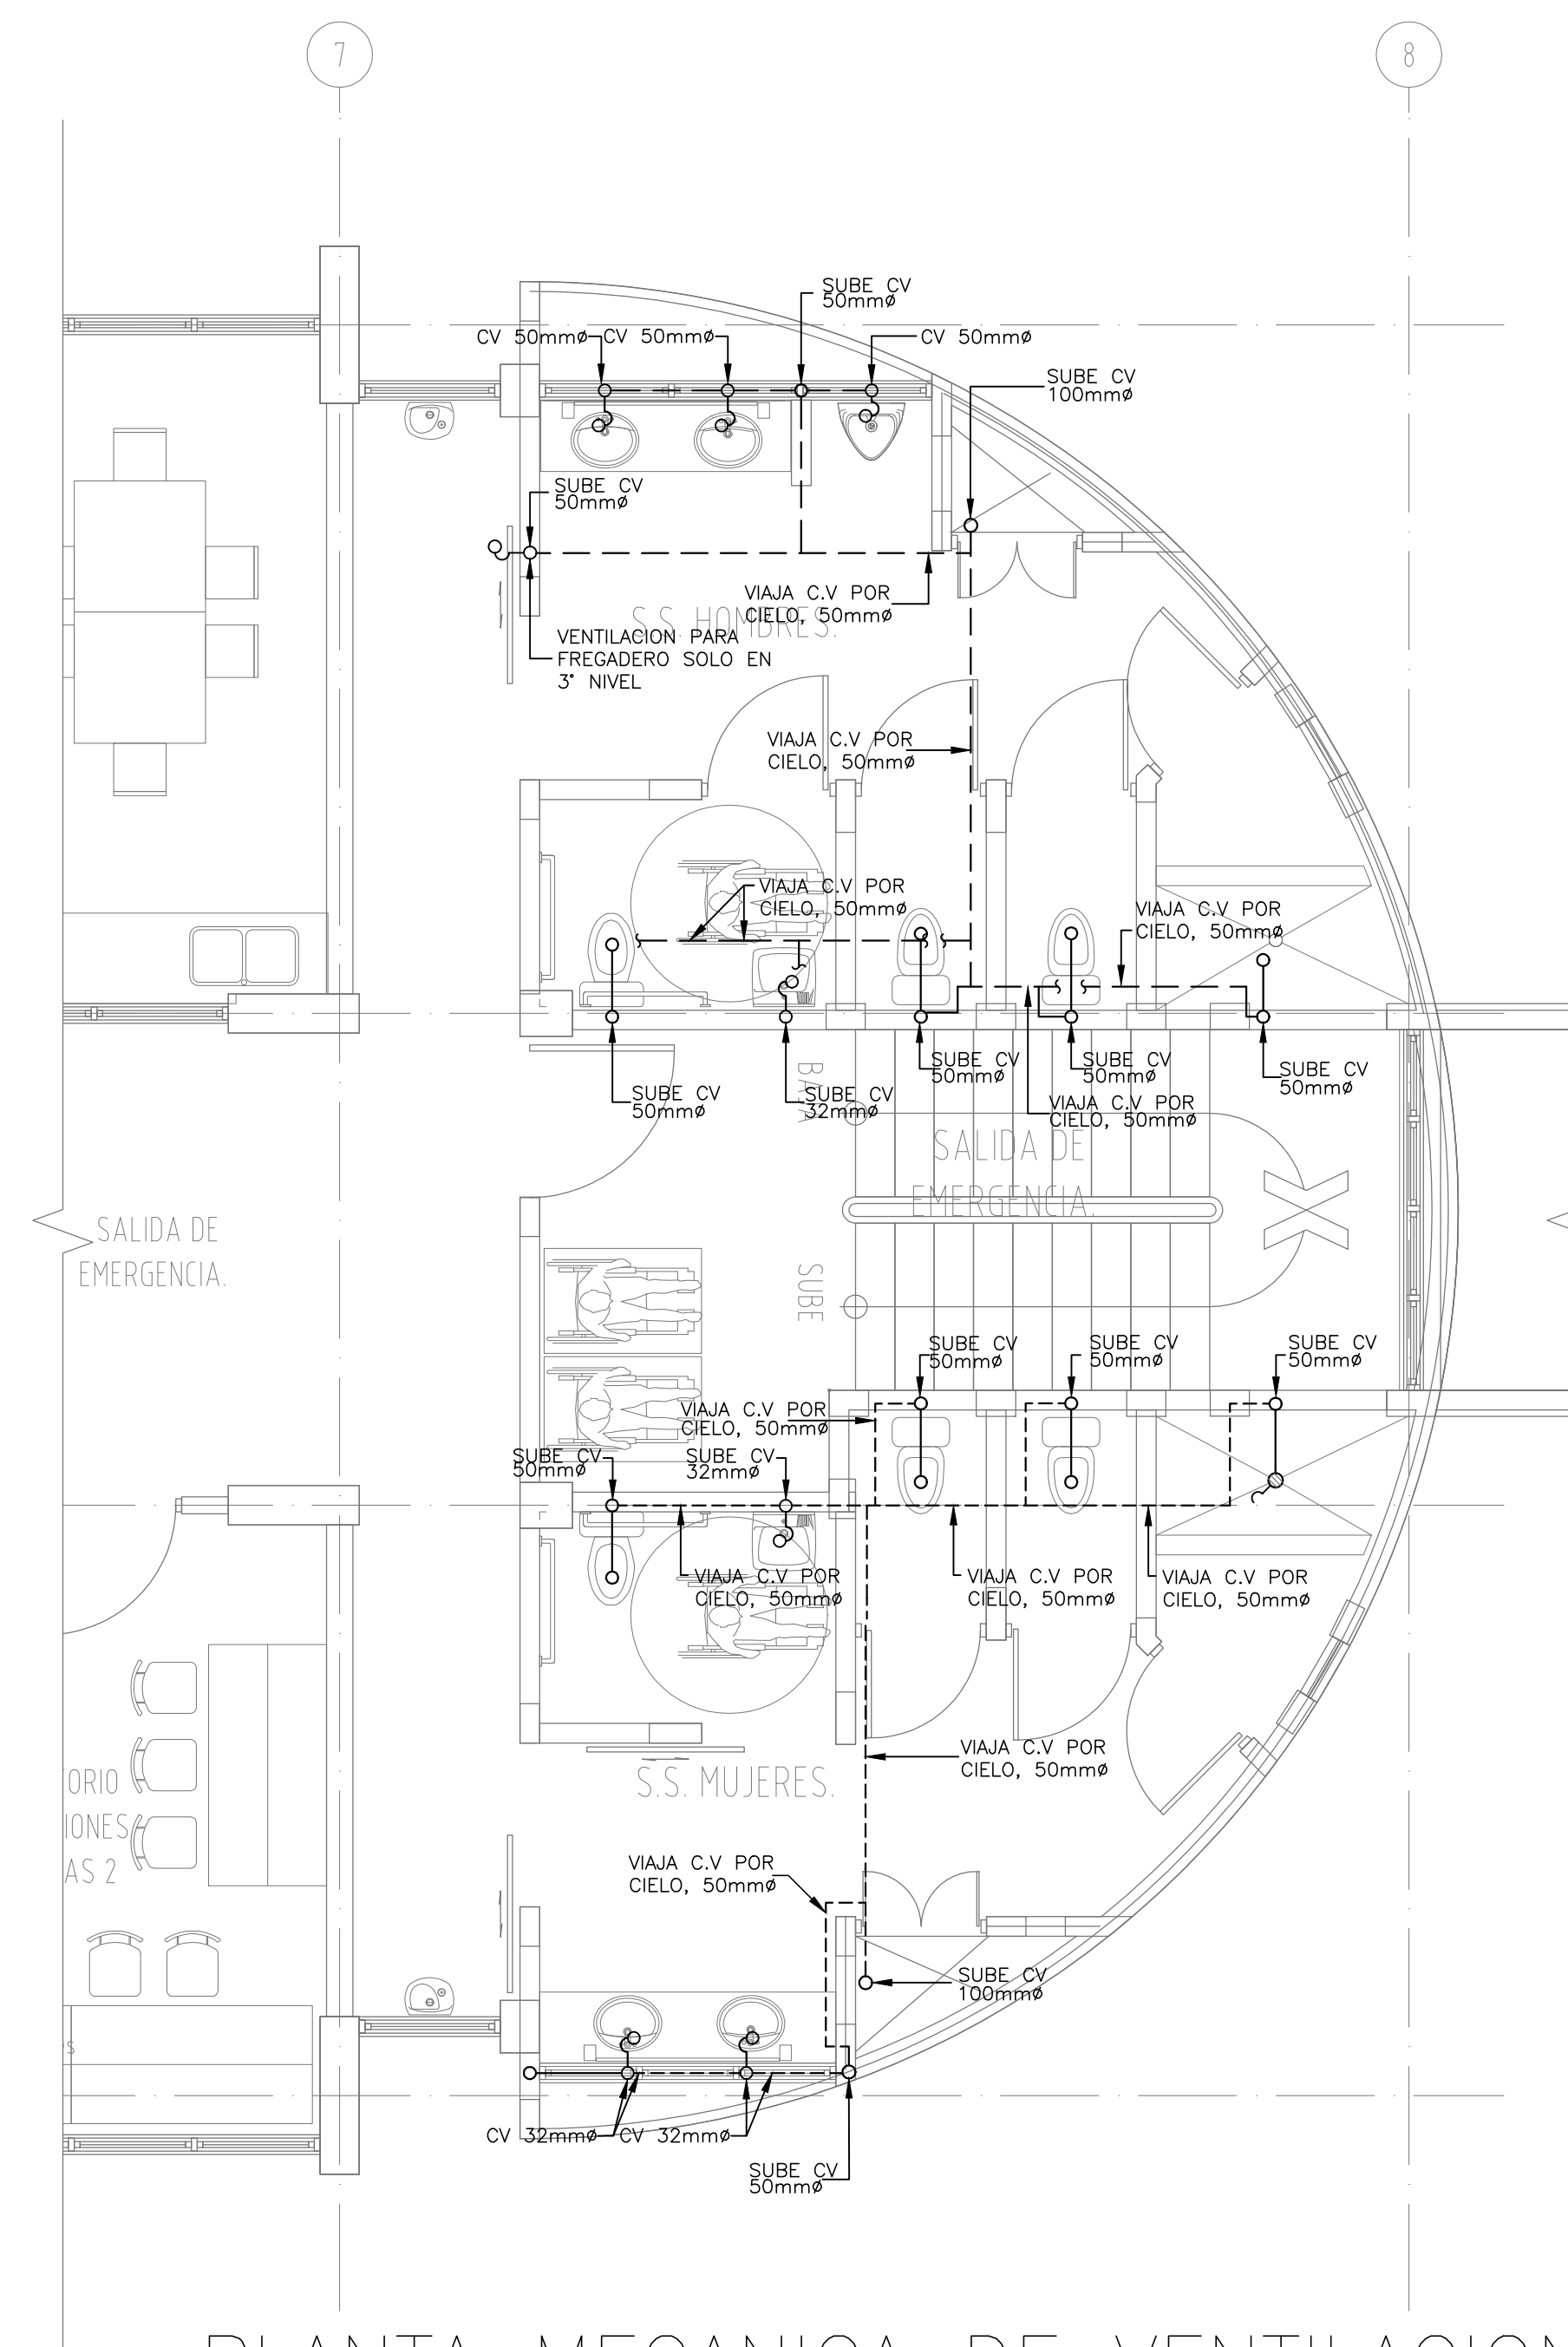 7
8
SUBE CV
50mmø
CV 50mmø
CV 50mmø
CV 50mmø
SUBE CV
100mmø
SUBE CV
50mmø
VIAJA C.V POR
CIELO, 50mmø
S.S. HOMBRES.
VENTILACION PARA
FREGADERO SOLO EN
3° NIVEL
VIAJA C.V POR
CIELO, 50mmø
VIAJA C.V POR
CIELO, 50mmø
VIAJA C.V POR
CIELO, 50mmø
SUBE CV
50mmø
SUBE CV
32mmø
SUBE CV
50mmø
SUBE CV
50mmø
SUBE CV
50mmø
VIAJA C.V POR
CIELO, 50mmø
BAJA
SALIDA DE
EMERGENCIA.
SALIDA DE
EMERGENCIA.
SUBE
SUBE CV
50mmø
SUBE CV
50mmø
SUBE CV
50mmø
VIAJA C.V POR
CIELO, 50mmø
SUBE CV
50mmø
SUBE CV
32mmø
VIAJA C.V POR
CIELO, 50mmø
VIAJA C.V POR
CIELO, 50mmø
VIAJA C.V POR
CIELO, 50mmø
VIAJA C.V POR
CIELO, 50mmø
S.S. MUJERES.
ORIO
IONES
AS 2
VIAJA C.V POR
CIELO, 50mmø
SUBE CV
100mmø
CV 32mmø
CV 32mmø
SUBE CV
50mmø
PLANTA MECANICA DE VENTILACION